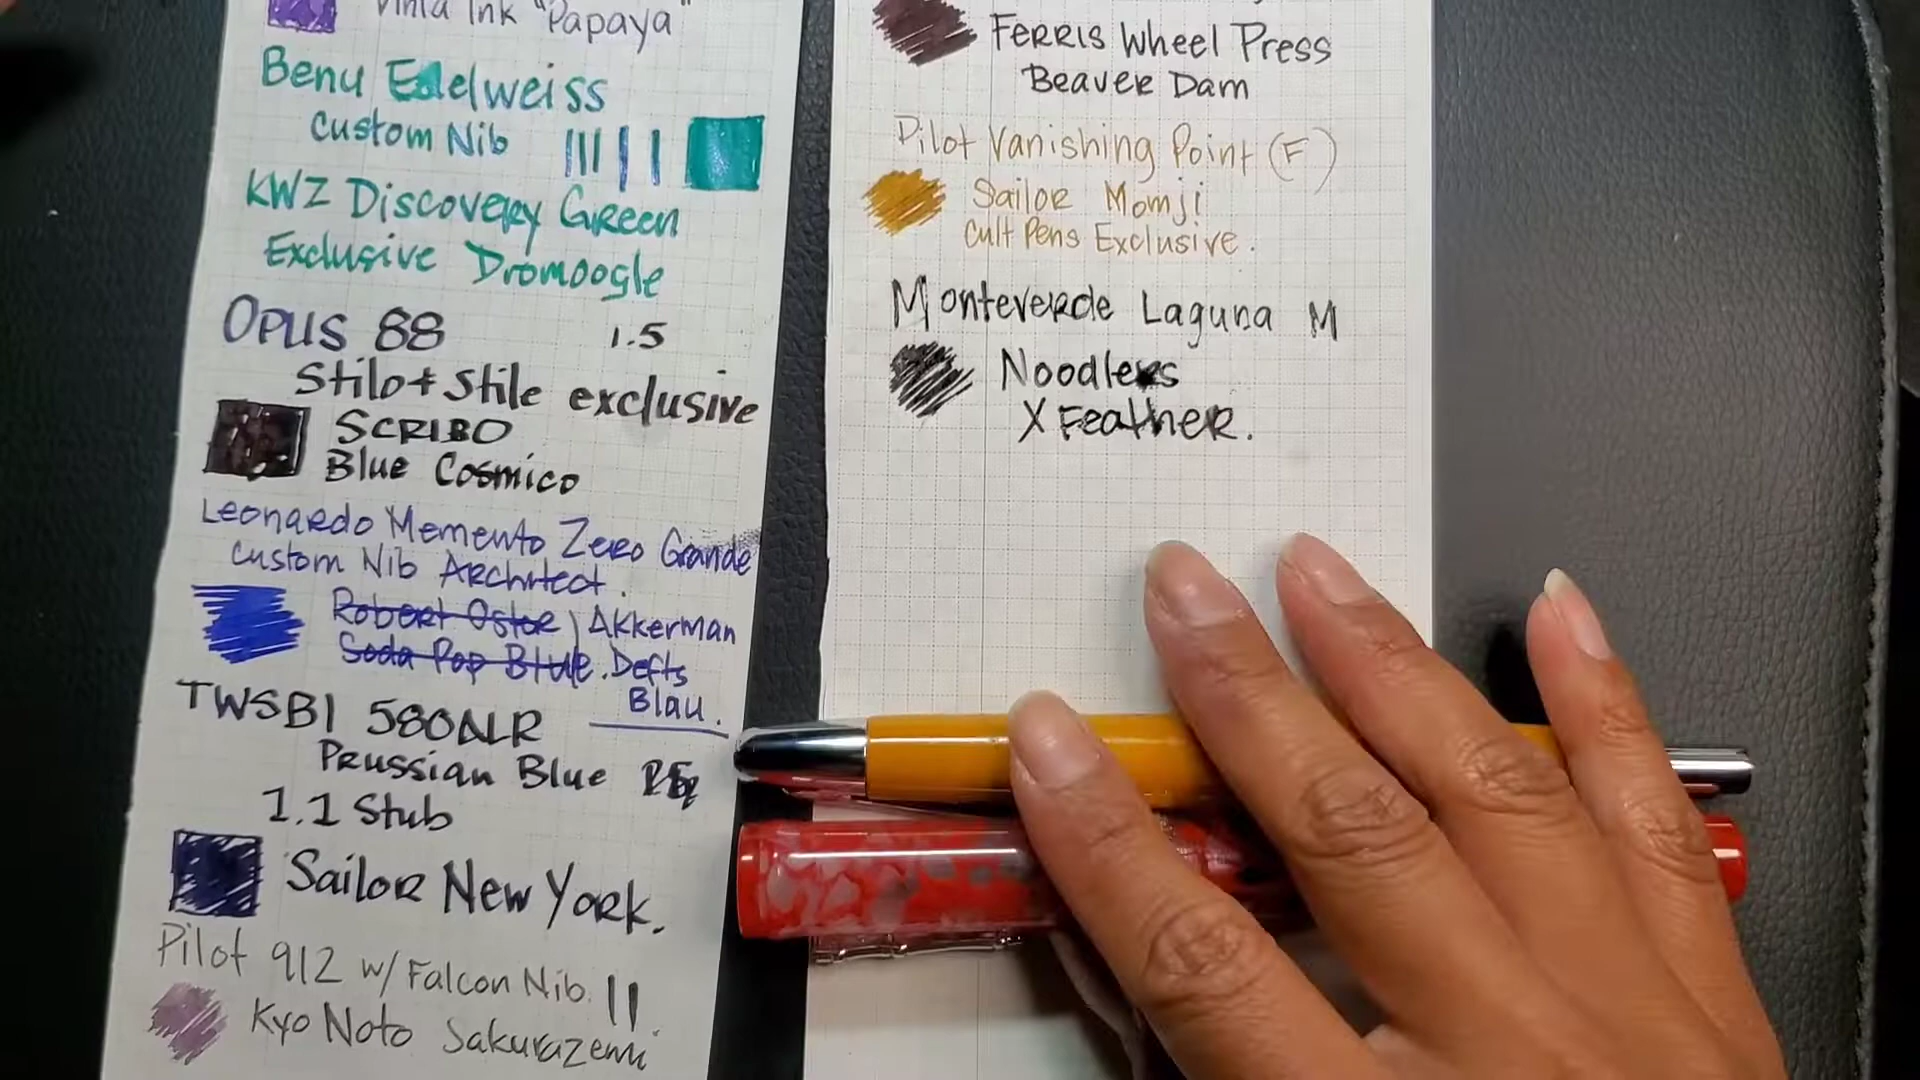 Vinta Ink "Papaya"
Benu Edelweiss
Custom Nib
KWZ Discovery Green
Exclusive Dromoogle
Opus 88 1.5
Stilo + Stile exclusive
SCRIBO
Blue Cosmico
Leonardo Memento Zero Grande
Custom Nib Architect.
Robert Oster Akkerman
Soda Pop Blue. Defts
Blau.
TWSBI 580ALR
Prussian Blue
1.1 Stub
Sailor New York.
Pilot 912 w/ Falcon Nib.
Kyo Noto Sakurazemi
Ferris Wheel Press
Beaver Dam
Pilot Vanishing Point (F)
Sailor Momji
Cult Pens Exclusive.
Monteverde Laguna M
Noodlers
X Feather.